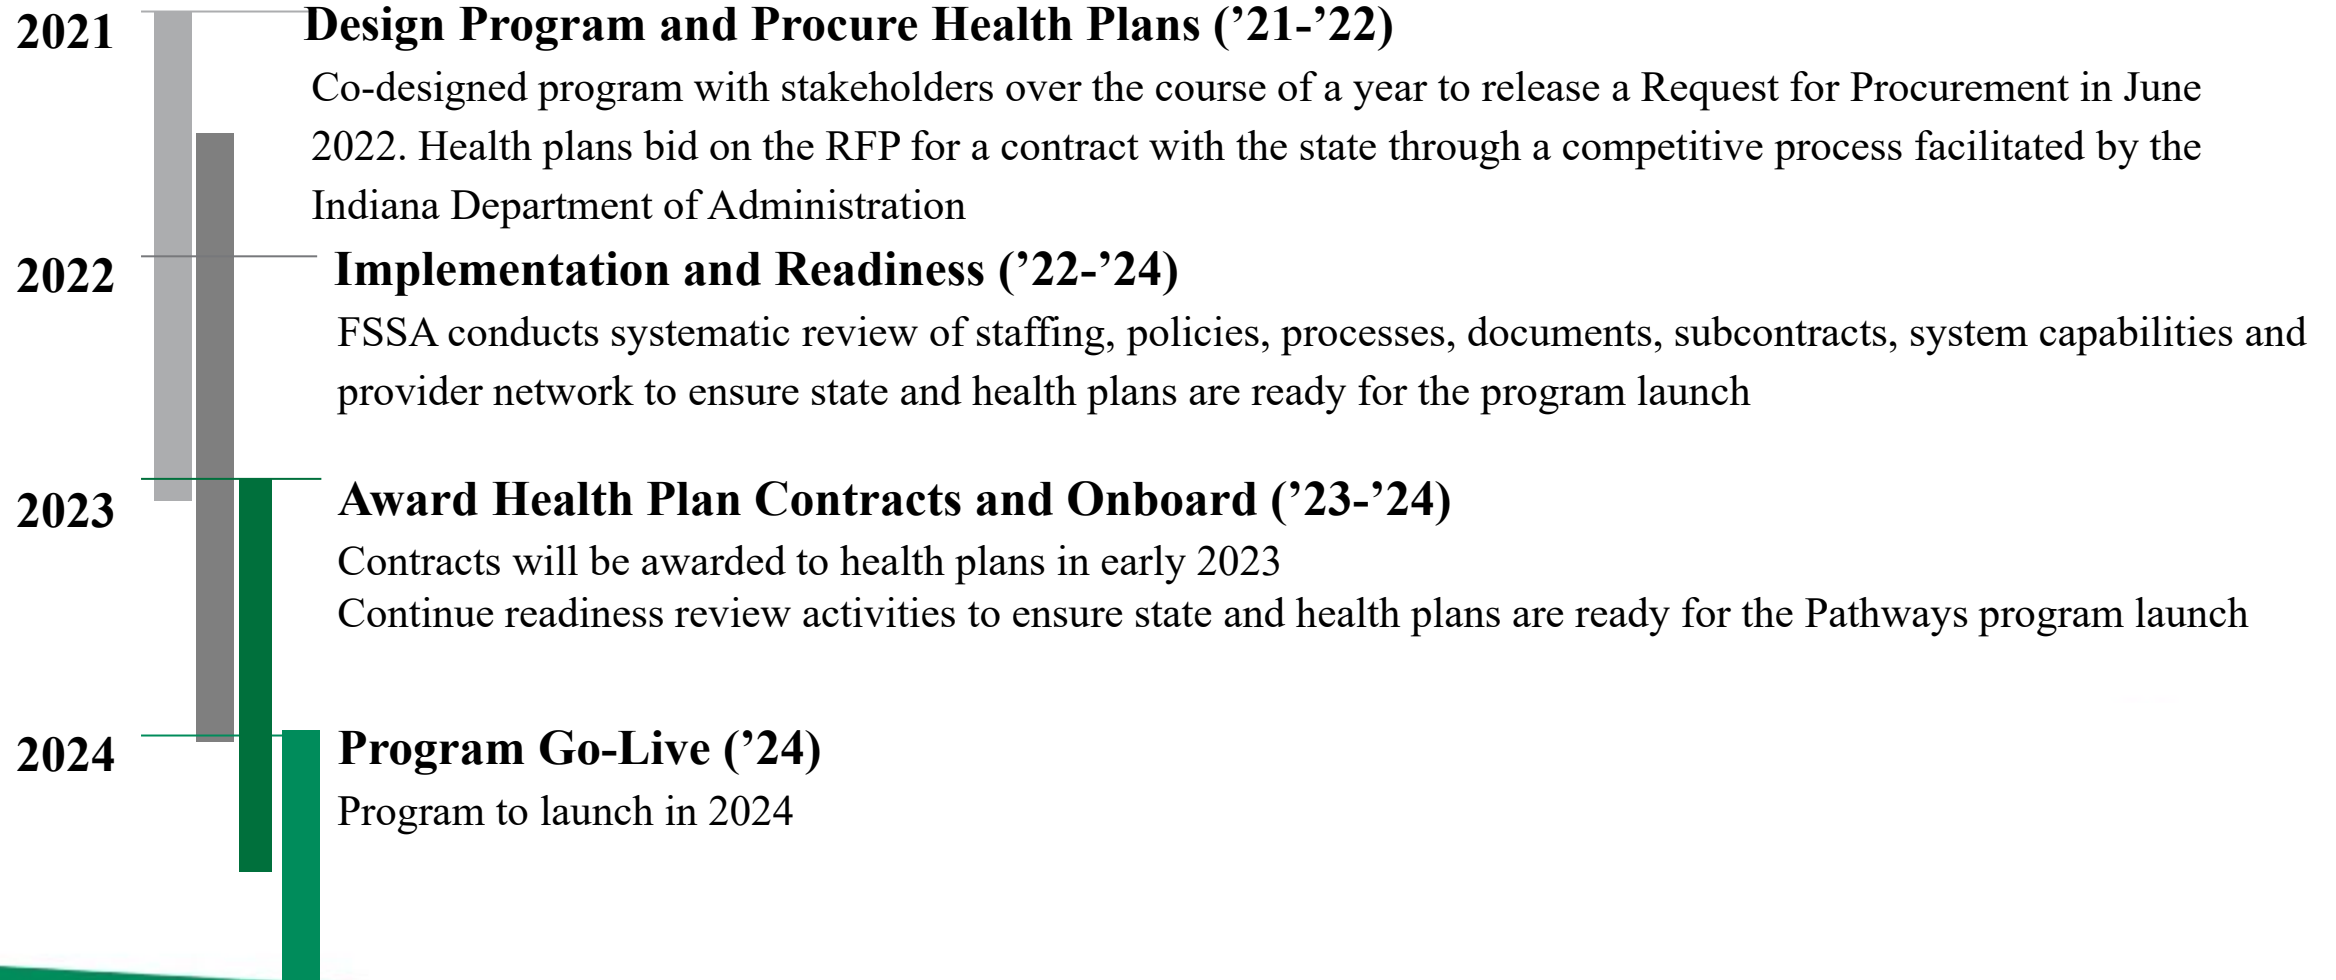 2021
Design Program and Procure Health Plans (’21-’22)
Co-designed program with stakeholders over the course of a year to release a Request for Procurement in June
2022. Health plans bid on the RFP for a contract with the state through a competitive process facilitated by the
Indiana Department of Administration
2022
Implementation and Readiness (’22-’24)
FSSA conducts systematic review of staffing, policies, processes, documents, subcontracts, system capabilities and
provider network to ensure state and health plans are ready for the program launch
2023
Award Health Plan Contracts and Onboard (’23-’24)
Contracts will be awarded to health plans in early 2023
Continue readiness review activities to ensure state and health plans are ready for the Pathways program launch
2024
Program Go-Live (’24)
Program to launch in 2024